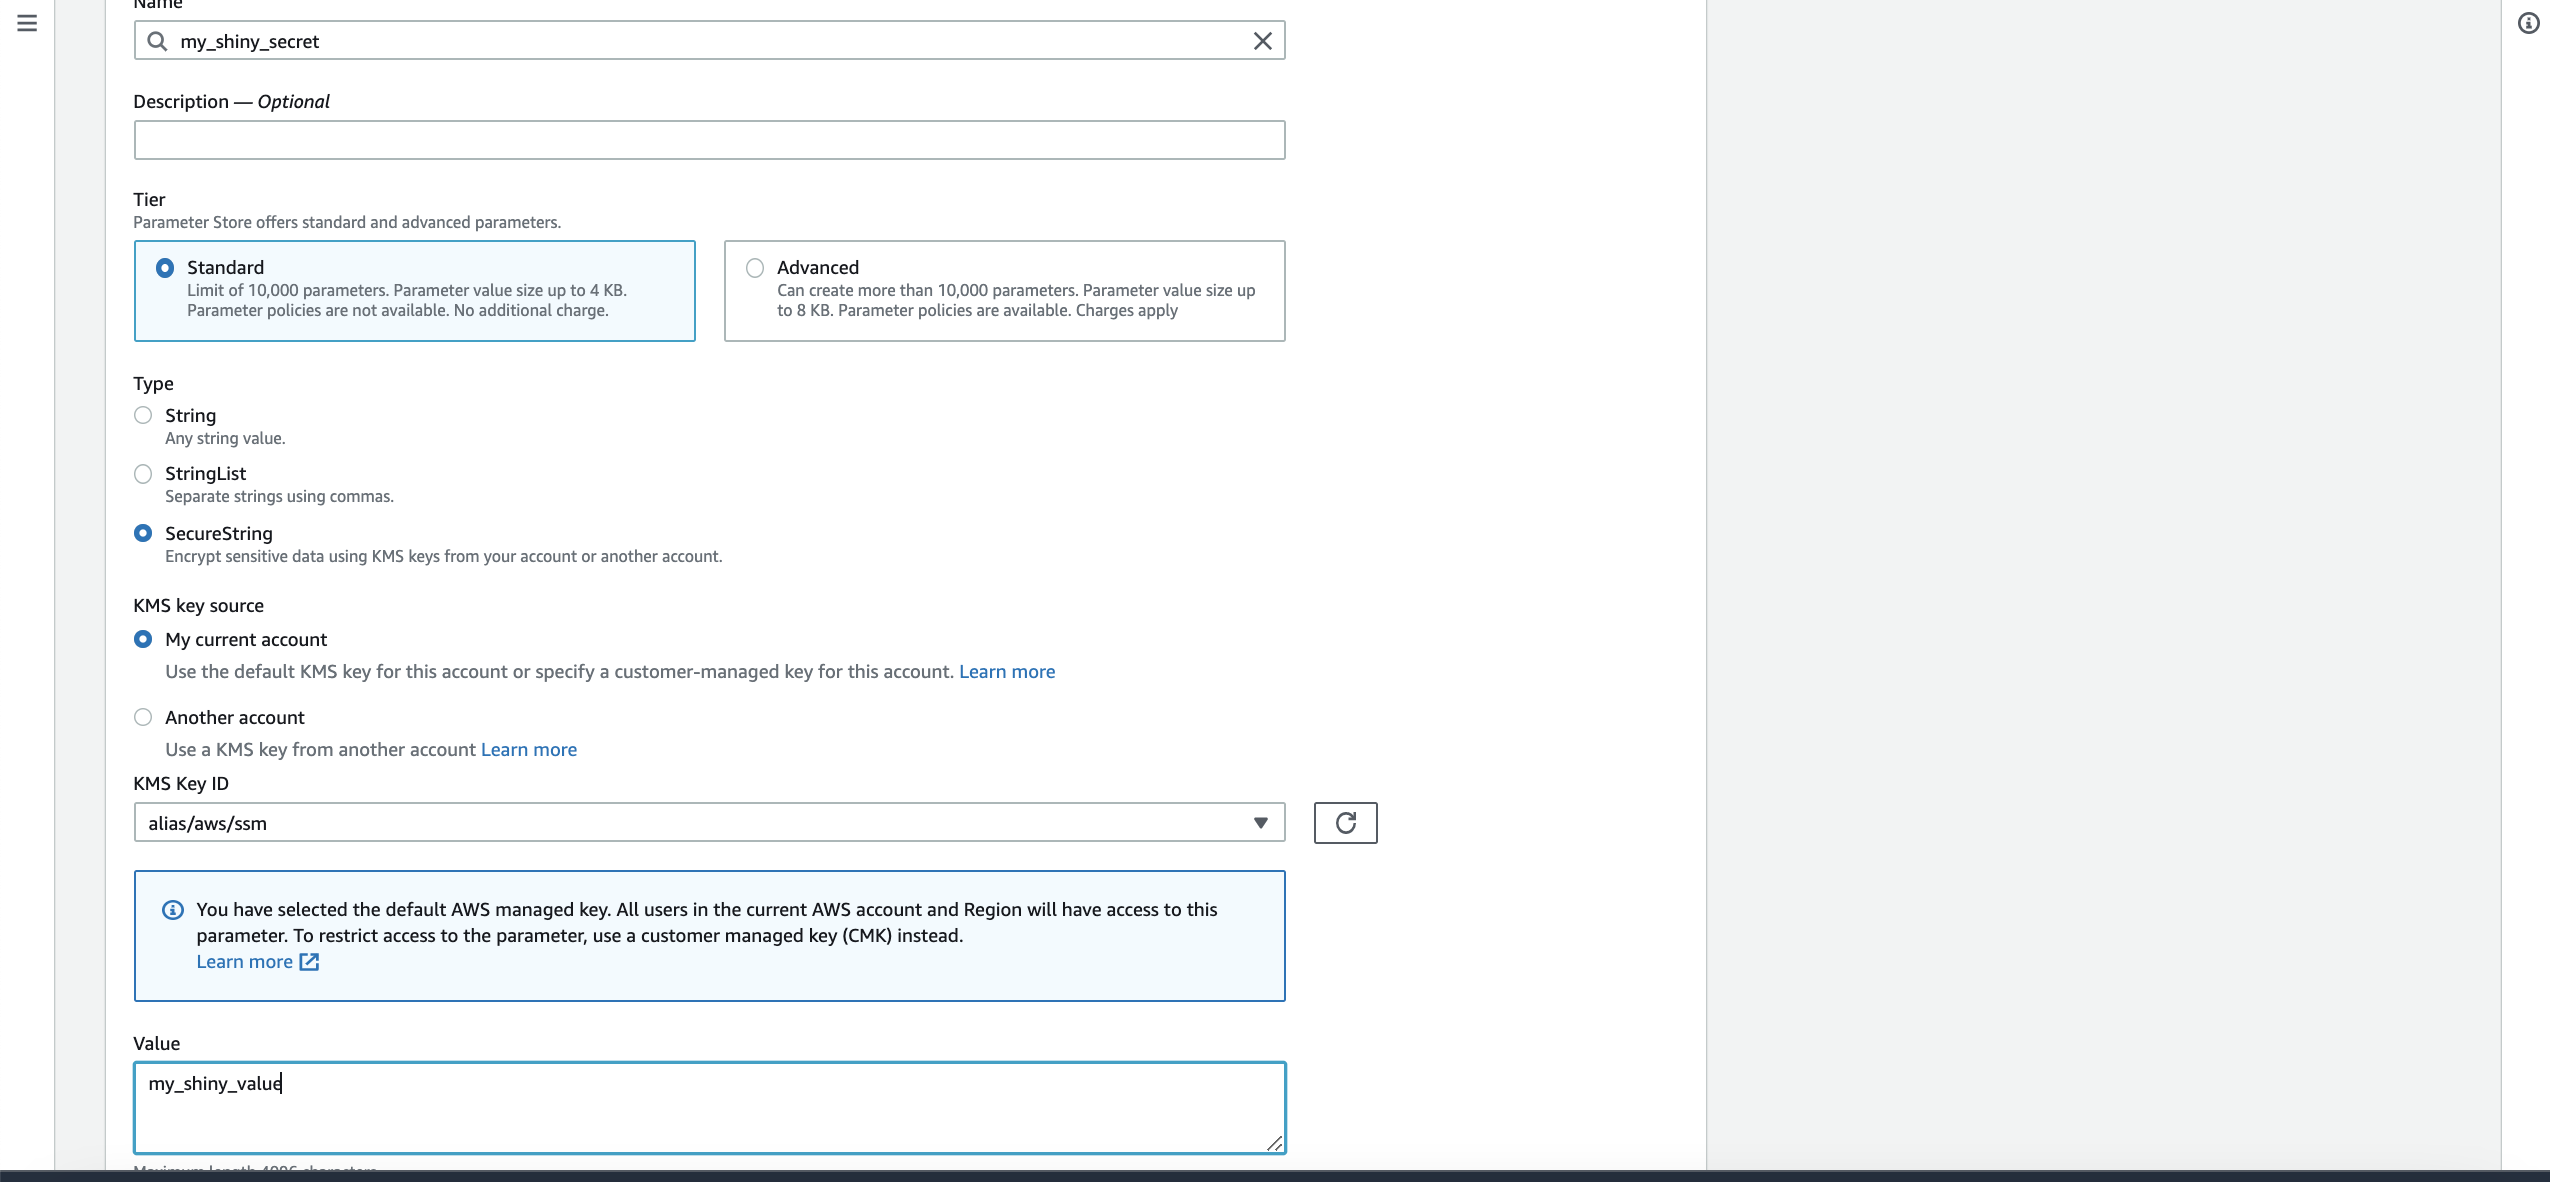 Name
my_shiny_secret
Description — Optional
Tier
Parameter Store offers standard and advanced parameters.
Standard
Limit of 10,000 parameters. Parameter value size up to 4 KB.
Parameter policies are not available. No additional charge.
Advanced
Can create more than 10,000 parameters. Parameter value size up
to 8 KB. Parameter policies are available. Charges apply
Type
String
Any string value.
StringList
Separate strings using commas.
SecureString
Encrypt sensitive data using KMS keys from your account or another account.
KMS key source
My current account
Use the default KMS key for this account or specify a customer-managed key for this account. Learn more
Another account
Use a KMS key from another account Learn more
KMS Key ID
alias/aws/ssm
You have selected the default AWS managed key. All users in the current AWS account and Region will have access to this
parameter. To restrict access to the parameter, use a customer managed key (CMK) instead.
Learn more
Value
my_shiny_value
Maximum length 4096 characters